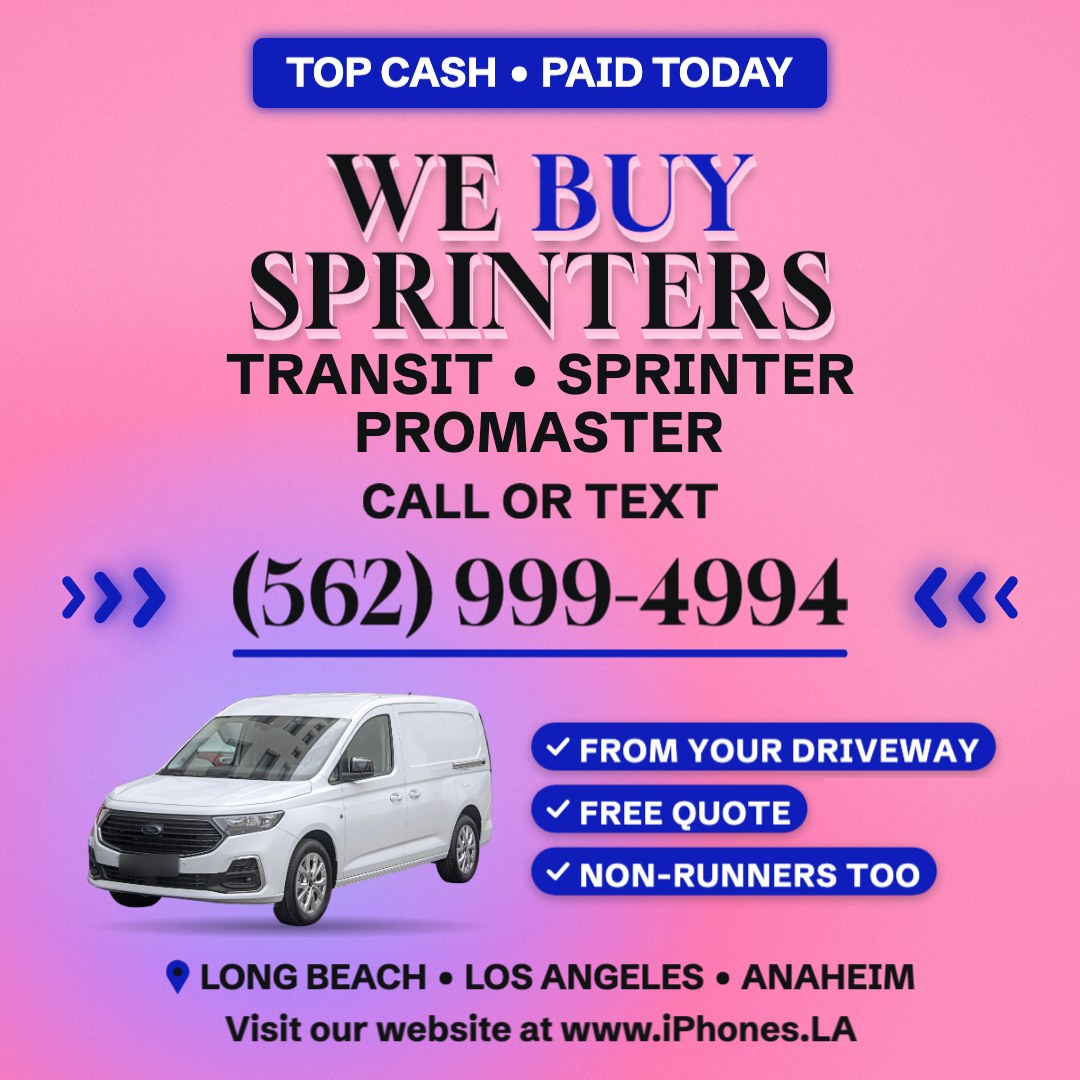 TOP CASH • PAID TODAY
WE BUY
SPRINTERS
TRANSIT • SPRINTER
PROMASTER
CALL OR TEXT
(562) 999-4994
FROM YOUR DRIVEWAY
FREE QUOTE
NON-RUNNERS TOO
LONG BEACH • LOS ANGELES • ANAHEIM
Visit our website at www.iPhones.LA